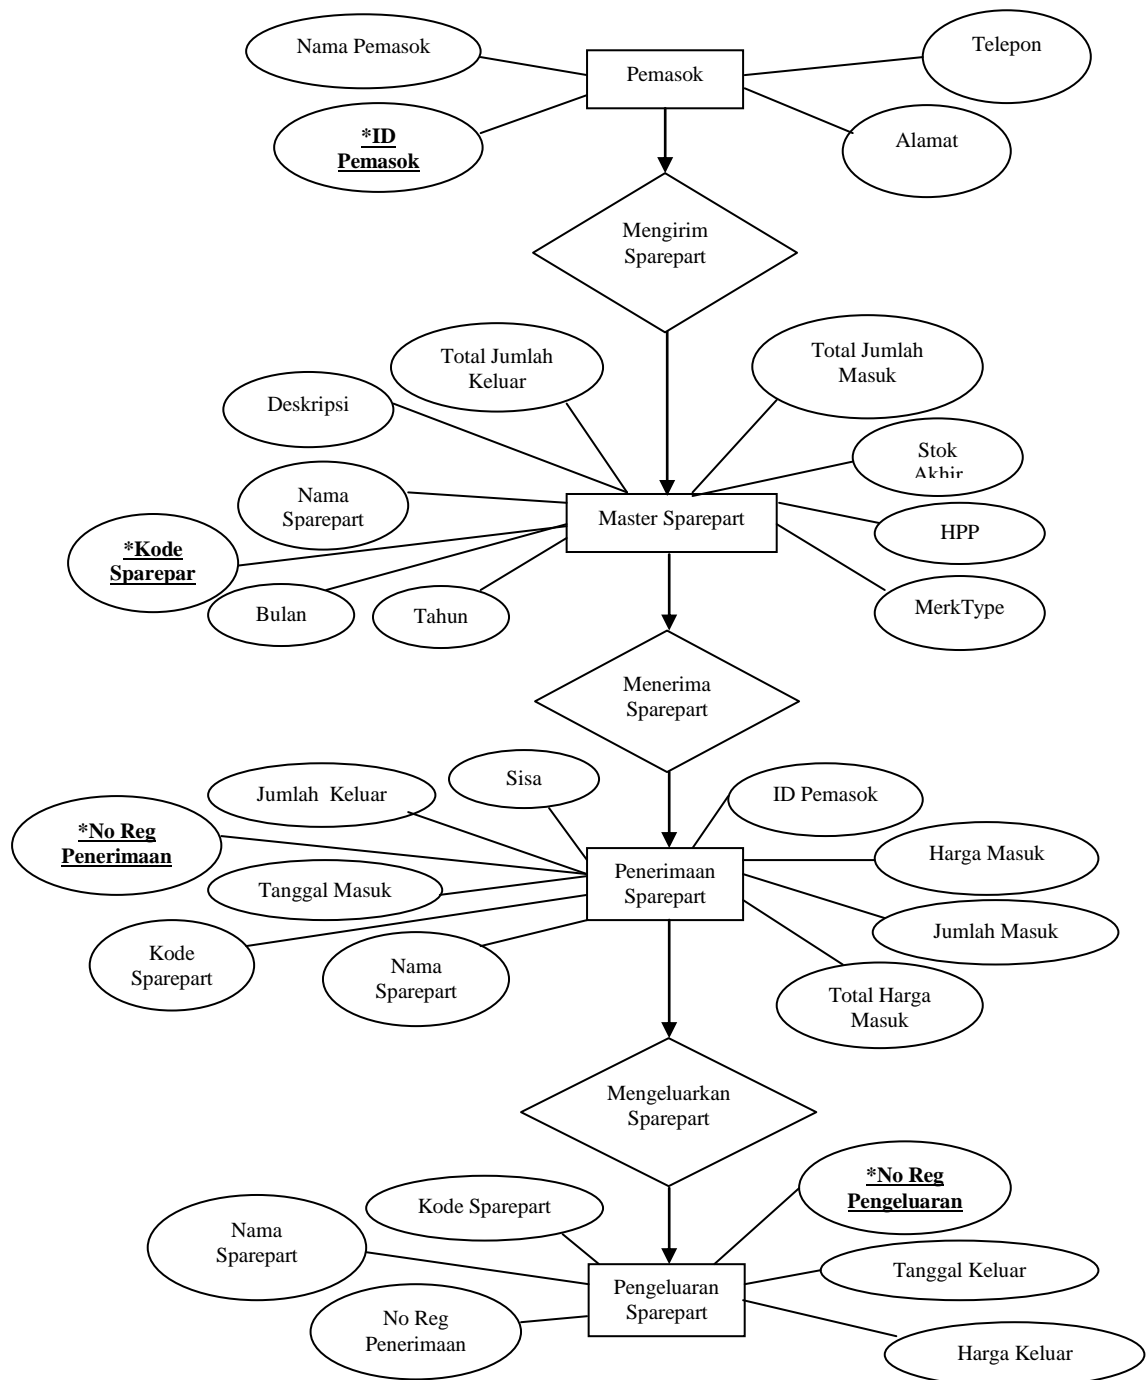 Nama Pemasok
Pemasok
Telepon
*ID
Pemasok
Alamat
Mengirim
Sparepart
Total Jumlah
Keluar
Total Jumlah
Masuk
Deskripsi
Stok
Akhir
Nama
Sparepart
Master Sparepart
HPP
*Kode
Sparepar
Bulan
Tahun
MerkType
Menerima
Sparepart
Sisa
Jumlah Keluar
ID Pemasok
*No Reg
Penerimaan
Penerimaan
Sparepart
Harga Masuk
Tanggal Masuk
Jumlah Masuk
Kode
Sparepart
Nama
Sparepart
Total Harga
Masuk
Mengeluarkan
Sparepart
*No Reg
Pengeluaran
Kode Sparepart
Nama
Sparepart
Tanggal Keluar
Pengeluaran
Sparepart
No Reg
Penerimaan
Harga Keluar